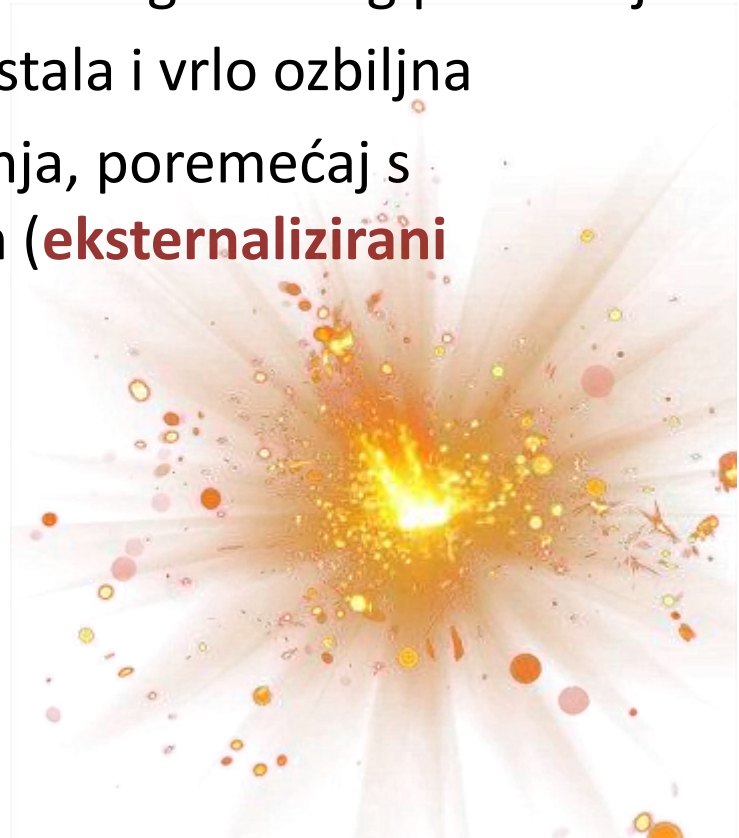 stala i vrlo ozbiljna
nja, poremećaj s
(eksternalizirani